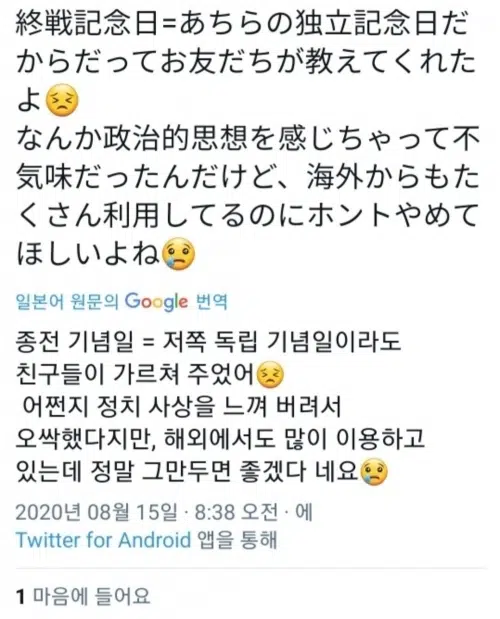 終戦記念日=あちらの独立記念日だ
からだってお友だちが教えてくれた
よ😣
なんか政治的思想を感じちゃって不
気味だったんだけど、海外からもた
くさん利用してるのにホントやめて
ほしいよね😢
일본어 원문의 Google 번역
종전 기념일 = 저쪽 독립 기념일이라도
친구들이 가르쳐 주었어😣
어쩐지 정치 사상을 느껴 버려서
오싹했다지만, 해외에서도 많이 이용하고
있는데 정말 그만두면 좋겠다 네요😢
2020년 08월 15일 · 8:38 오전 · 에
Twitter for Android 앱을 통해
1 마음에 들어요